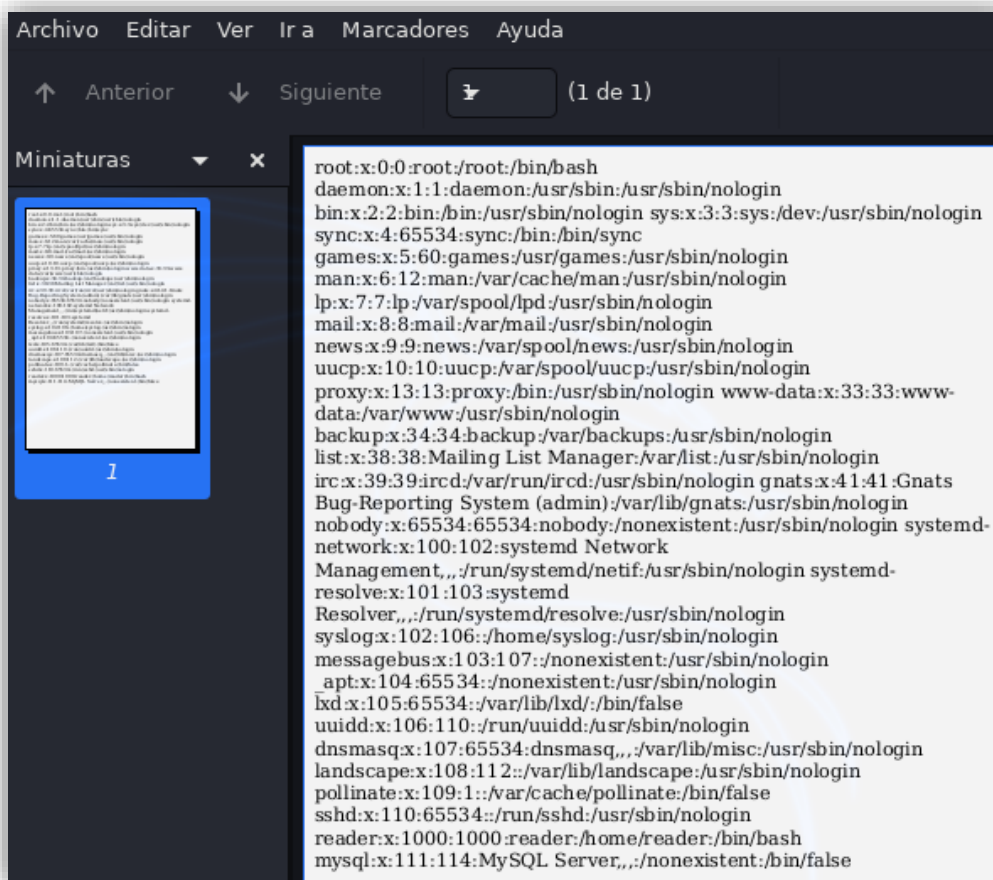 Archivo Editar Ver Ir a Marcadores Ayuda
Anterior Siguiente 1 (1 de 1)
Miniaturas
1
root:x:0:0:root:/root:/bin/bash
daemon:x:1:1:daemon:/usr/sbin:/usr/sbin/nologin
bin:x:2:2:bin:/bin:/usr/sbin/nologin sys:x:3:3:sys:/dev:/usr/sbin/nologin
sync:x:4:65534:sync:/bin:/bin/sync
games:x:5:60:games:/usr/games:/usr/sbin/nologin
man:x:6:12:man:/var/cache/man:/usr/sbin/nologin
lp:x:7:7:lp:/var/spool/lpd:/usr/sbin/nologin
mail:x:8:8:mail:/var/mail:/usr/sbin/nologin
news:x:9:9:news:/var/spool/news:/usr/sbin/nologin
uucp:x:10:10:uucp:/var/spool/uucp:/usr/sbin/nologin
proxy:x:13:13:proxy:/bin:/usr/sbin/nologin www-data:x:33:33:www-
data:/var/www:/usr/sbin/nologin
backup:x:34:34:backup:/var/backups:/usr/sbin/nologin
list:x:38:38:Mailing List Manager:/var/list:/usr/sbin/nologin
irc:x:39:39:ircd:/var/run/ircd:/usr/sbin/nologin gnats:x:41:41:Gnats
Bug-Reporting System (admin):/var/lib/gnats:/usr/sbin/nologin
nobody:x:65534:65534:nobody:/nonexistent:/usr/sbin/nologin systemd-
network:x:100:102:systemd Network
Management,,,:/run/systemd/netif:/usr/sbin/nologin systemd-
resolve:x:101:103:systemd
Resolver,,,:/run/systemd/resolve:/usr/sbin/nologin
syslog:x:102:106::/home/syslog:/usr/sbin/nologin
messagebus:x:103:107::/nonexistent:/usr/sbin/nologin
_apt:x:104:65534::/nonexistent:/usr/sbin/nologin
lxd:x:105:65534::/var/lib/lxd/:/bin/false
uuidd:x:106:110::/run/uuidd:/usr/sbin/nologin
dnsmasq:x:107:65534:dnsmasq,,,:/var/lib/misc:/usr/sbin/nologin
landscape:x:108:112::/var/lib/landscape:/usr/sbin/nologin
pollinate:x:109:1::/var/cache/pollinate:/bin/false
sshd:x:110:65534::/run/sshd:/usr/sbin/nologin
reader:x:1000:1000:reader:/home/reader:/bin/bash
mysql:x:111:114:MySQL Server,,,:/nonexistent:/bin/false